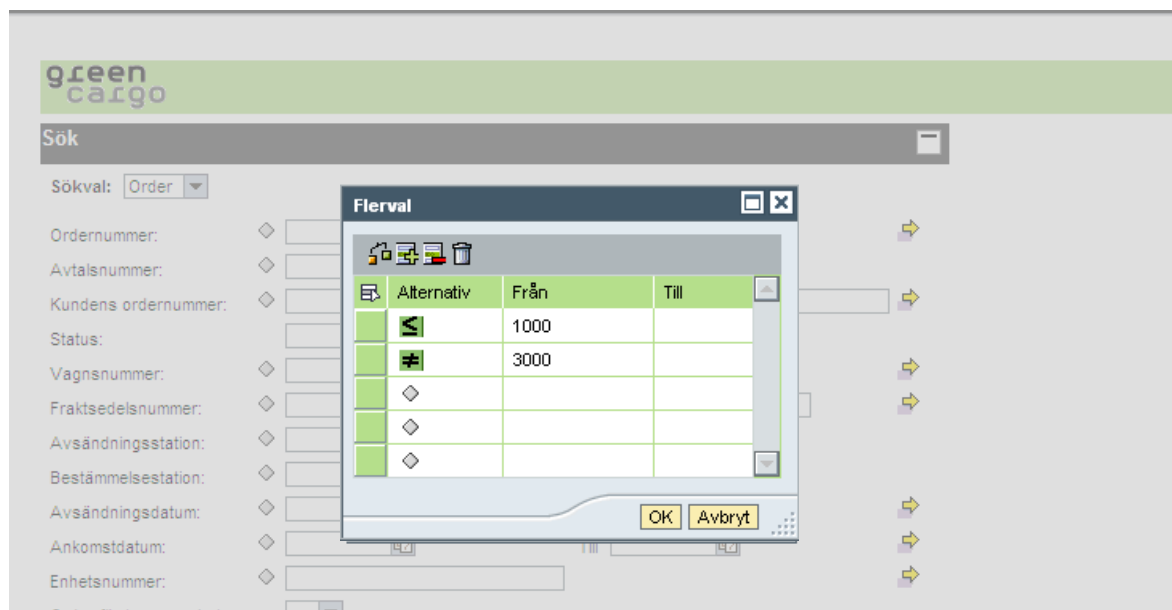 green
cargo
Sök
Sökval: Order
Ordernummer:
Avtalsnummer:
Kundens ordernummer:
Status:
Vagnsnummer:
Fraktsedelsnummer:
Avsändningsstation:
Bestämmelsestation:
Avsändningsdatum:
Ankomstdatum:
Till
Enhetsnummer:
Flerval
Alternativ Från Till
≤ 1000
≠ 3000
OK Avbryt